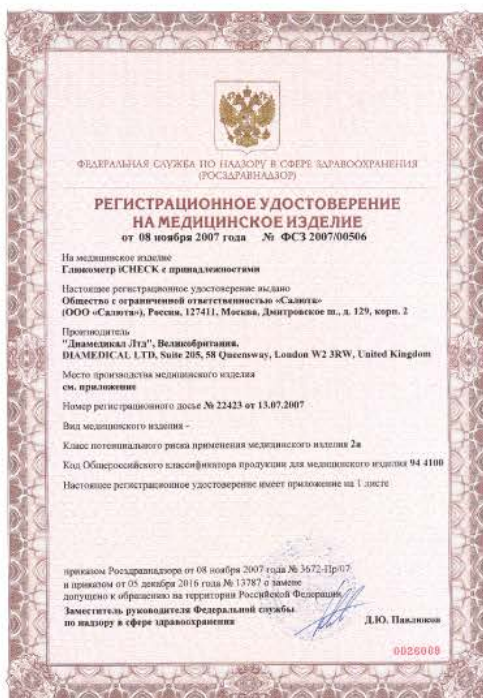 ФЕДЕРАЛЬНАЯ СЛУЖБА ПО НАДЗОРУ В СФЕРЕ ЗДРАВООХРАНЕНИЯ
(РОСЗДРАВНАДЗОР)
РЕГИСТРАЦИОННОЕ УДОСТОВЕРЕНИЕ
НА МЕДИЦИНСКОЕ ИЗДЕЛИЕ
от 08 ноября 2007 года № ФСЗ 2007/00506
На медицинское изделие
Глюкометр iCHECK с принадлежностями
Настоящее регистрационное удостоверение выдано
Общество с ограниченной ответственностью «Салюта»
(ООО «Салюта»), Россия, 127411, Москва, Дмитровское ш., д. 129, корп. 2
Производитель
"Диамедикал Лтд", Великобритания,
DIAMEDICAL LTD, Suite 205, 58 Queensway, London W2 3RW, United Kingdom
Место производства медицинского изделия
см. приложение
Номер регистрационного досье № 22423 от 13.07.2007
Вид медицинского изделия –
Класс потенциального риска применения медицинского изделия 2а
Код Общероссийского классификатора продукции для медицинского изделия 94 4100
Настоящее регистрационное удостоверение имеет приложение на 1 листе
приказом Росздравнадзора от 08 ноября 2007 года № 3672-Пр/07
и приказом от 05 декабря 2016 года № 13787 о замене
допущено к обращению на территории Российской Федерации
Заместитель руководителя Федеральной службы
по надзору в сфере здравоохранения
Д.Ю. Павлюков
0026009